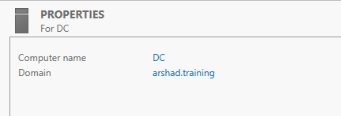 PROPERTIES
For DC
Computer name DC
Domain arshad.training